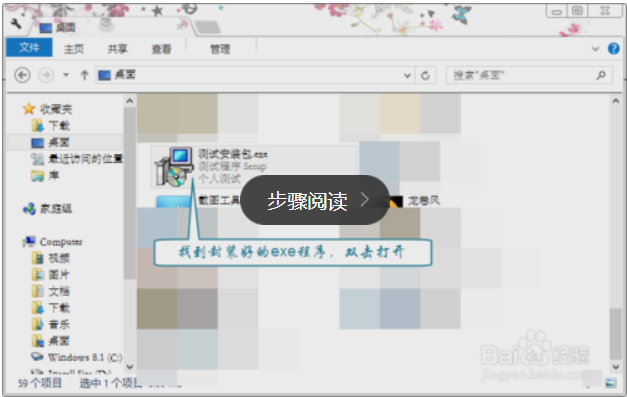 桌面
文件 主页 共享 查看 管理
桌面
搜索"桌面"
收藏夹
下载
桌面
最近访问的位置
库
家庭组
Computer
视频
图片
文档
下载
音乐
桌面
Windows 8.1 (C:)
测试安装包.exe
测试程序 Setup
个人测试
截图工具
龙卷风
步骤阅读
找到封装好的exe程序，双击打开
59 个项目 选中 1 个项目
Baidu 经验
jingyan.baidu.com